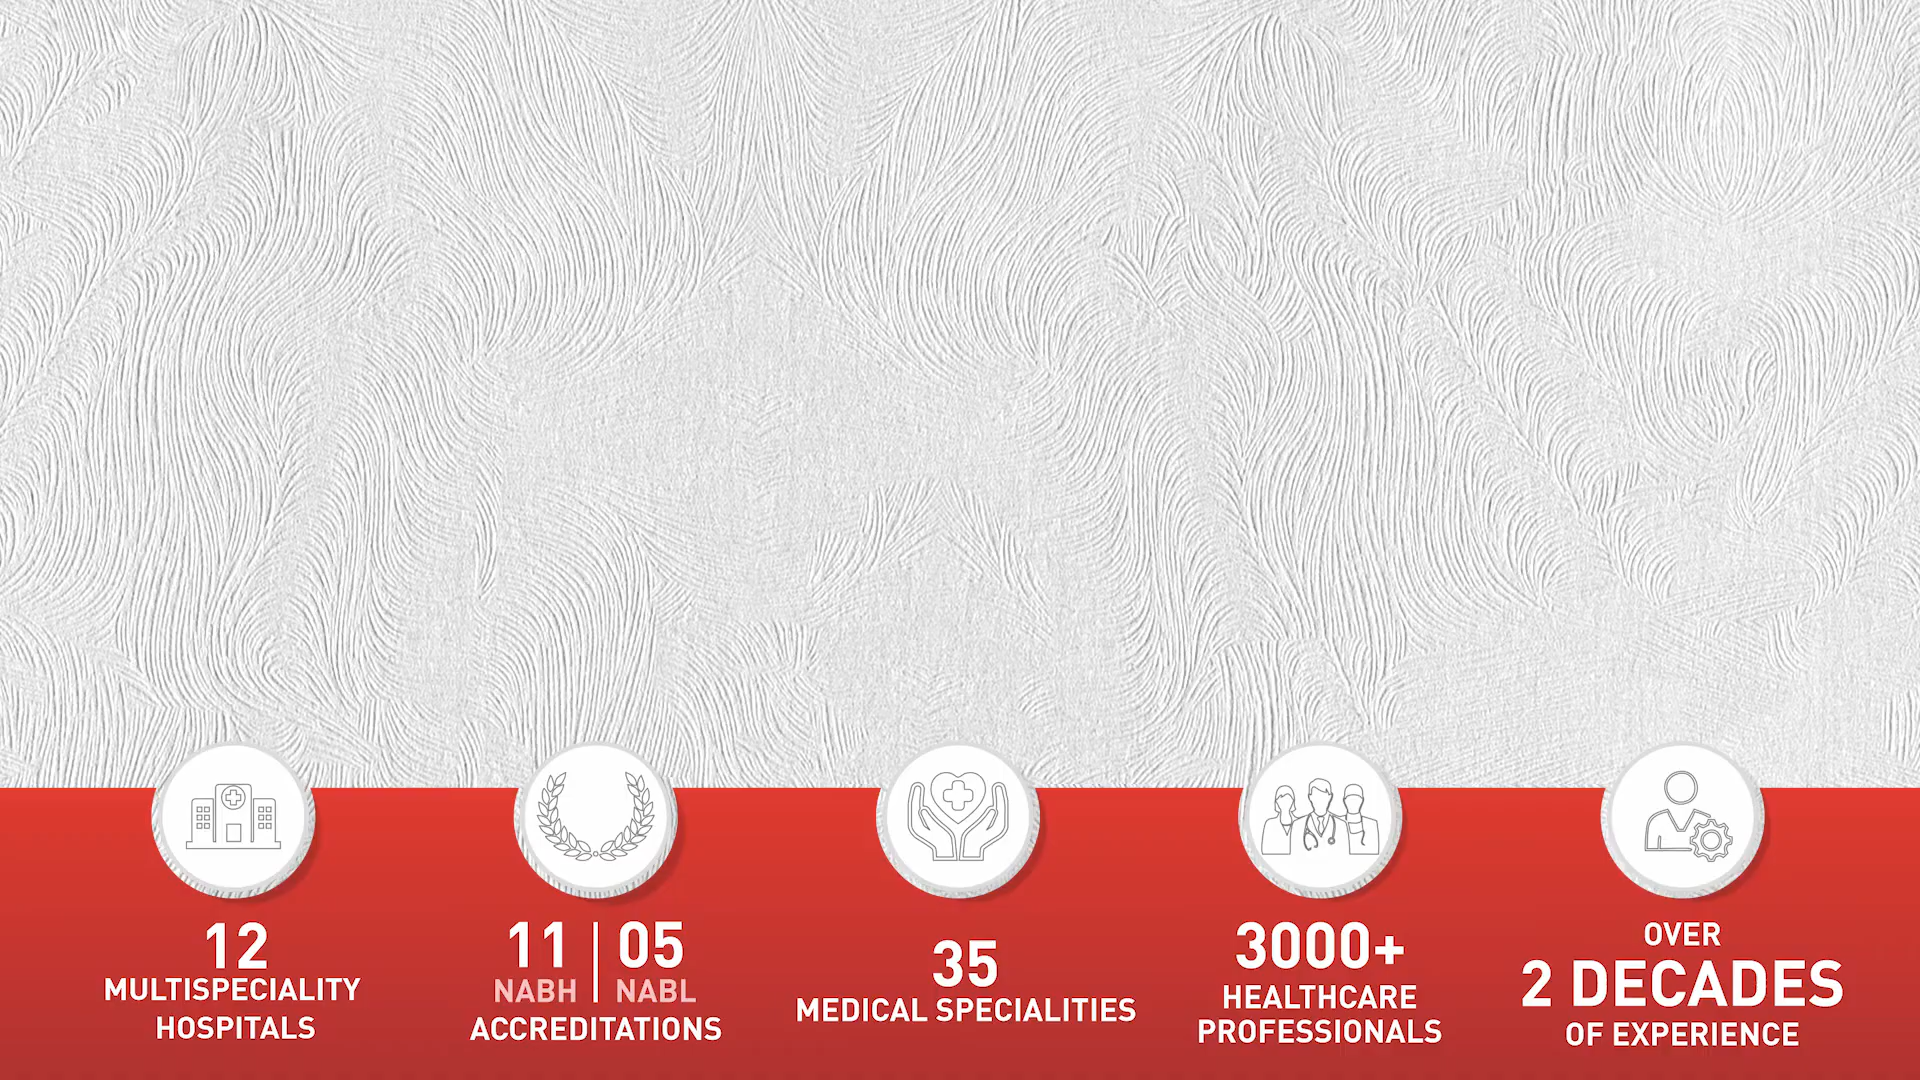 12
MULTISPECIALITY
HOSPITALS
11 | 05
NABH | NABL
ACCREDITATIONS
35
MEDICAL SPECIALITIES
3000+
HEALTHCARE
PROFESSIONALS
OVER
2 DECADES
OF EXPERIENCE